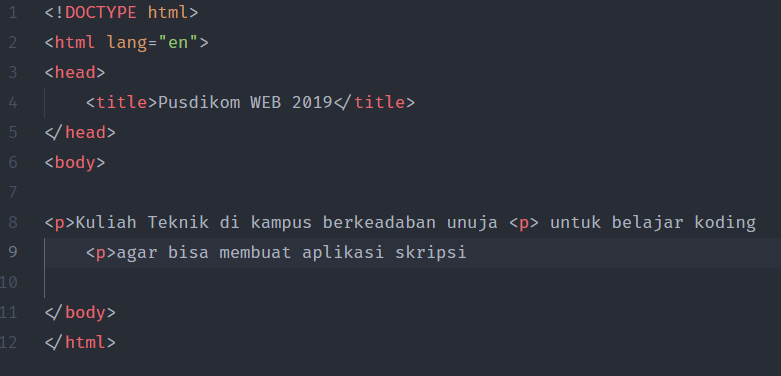 1 <!DOCTYPE html>
2 <html lang="en">
3 <head>
4     <title>Pusdikom WEB 2019</title>
5 </head>
6 <body>
7
8 <p>Kuliah Teknik di kampus berkeadaban unuja <p> untuk belajar koding
9     <p>agar bisa membuat aplikasi skripsi
10
11 </body>
12 </html>